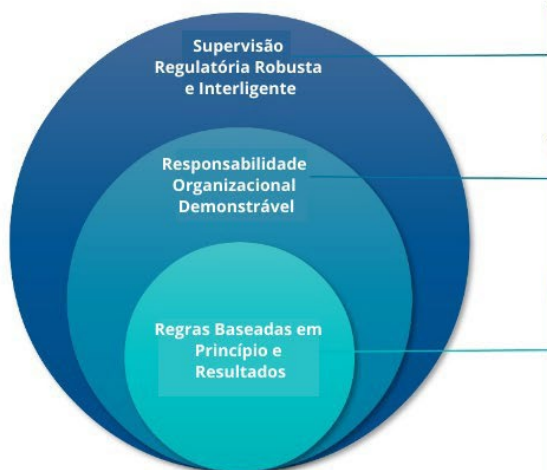 Supervisão
Regulatória Robusta
e Interligente
Responsabilidade
Organizacional
Demonstrável
Regras Baseadas em
Princípio e
Resultados